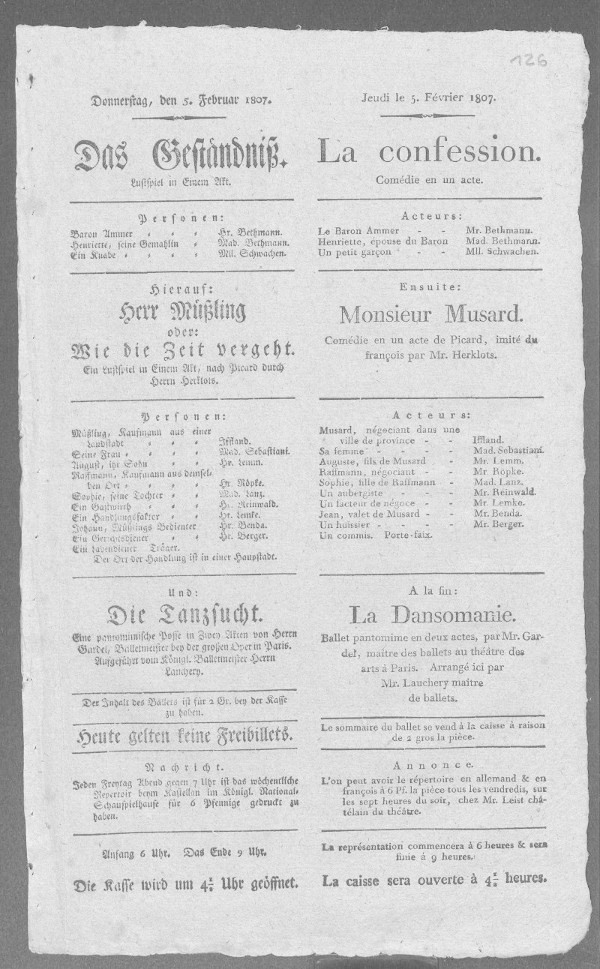 126
Donnerstag, den 5. Februar 1807.
Das Geständniß.
Lustspiel in Einem Akt.
Personen:
Baron Ammer - - - Hr. Bethmann.
Henriette, seine Gemahlin - Mad. Bethmann.
Ein Knabe - - - - Mll. Schwachen.
Hierauf:
Herr Müßling
oder:
Wie die Zeit vergeht.
Ein Lustspiel in Einem Akt, nach Picard durch
Herrn Herklots.
Personen:
Müßling, Kaufmann aus einer
Landstadt - - - - Iffland.
Seine Frau - - - - Mad. Sebastiani.
August, ihr Sohn - - - Hr. Lemm.
Raffmann, Kaufmann aus demsel-
ben Ort - - - - Hr. Röpke.
Sophie, seine Tochter - - Mad. Lanz.
Ein Gastwirth - - - Hr. Reinwald.
Ein Handlungsfaktor - - Hr. Lemke.
Johann, Müßlings Bedienter Hr. Benda.
Ein Gerichtsdiener - - Hr. Berger.
Ein Ladendiener Träger.
Der Ort der Handlung ist in einer Hauptstadt.
Und:
Die Tanzsucht.
Eine pantomimische Posse in Zwey Akten von Herrn
Gardel, Balletmeister bey der großen Oper in Paris.
Aufgeführt vom Königl. Balletmeister Herrn
Lauchery.
Der Inhalt des Ballets ist für 2 Gr. bey der Kasse
zu haben.
Heute gelten keine Freibillets.
Nachricht.
Jeden Freytag Abend gegen 7 Uhr ist das wöchentliche
Repertoir beym Kastellan im Königl. National-
Schauspielhause für 6 Pfennige gedruckt zu
haben.
Anfang 6 Uhr. Das Ende 9 Uhr.
Die Kasse wird um 4½ Uhr geöffnet.
Jeudi le 5. Février 1807.
La confession.
Comédie en un acte.
Acteurs:
Le Baron Ammer - - Mr. Bethmann.
Henriette, épouse du Baron Mad. Bethmann.
Un petit garçon - - Mll. Schwachen.
Ensuite:
Monsieur Musard.
Comédie en un acte de Picard, imité du
françois par Mr. Herklots.
Acteurs:
Musard, négociant dans une
ville de province - - Iffland.
Sa femme - - - - Mad. Sebastiani.
Auguste, fils de Musard - Mr. Lemm.
Raffmann, négociant - - Mr. Röpke.
Sophie, fille de Raffmann - Mad. Lanz.
Un aubergiste - - - Mr. Reinwald.
Un facteur de négoce - - Mr. Lemke.
Jean, valet de Musard - - Mr. Benda.
Un huissier - - - - Mr. Berger.
Un commis. Porte-faix.
A la fin:
La Dansomanie.
Ballet pantomime en deux actes, par Mr. Gar-
del, maître des ballets au théâtre des
arts à Paris. Arrangé ici par
Mr. Lauchery maître
de ballets.
Le sommaire du ballet se vend à la caisse à raison
de 2 gros la pièce.
Annonce.
L'on peut avoir le répertoire en allemand & en
françois à 6 Pf. la pièce tous les vendredis, sur
les sept heures du soir, chez Mr. Leist châ-
télain du théatre.
La représentation commencera à 6 heures & sera
finie à 9 heures.
La caisse sera ouverte à 4½ heures.